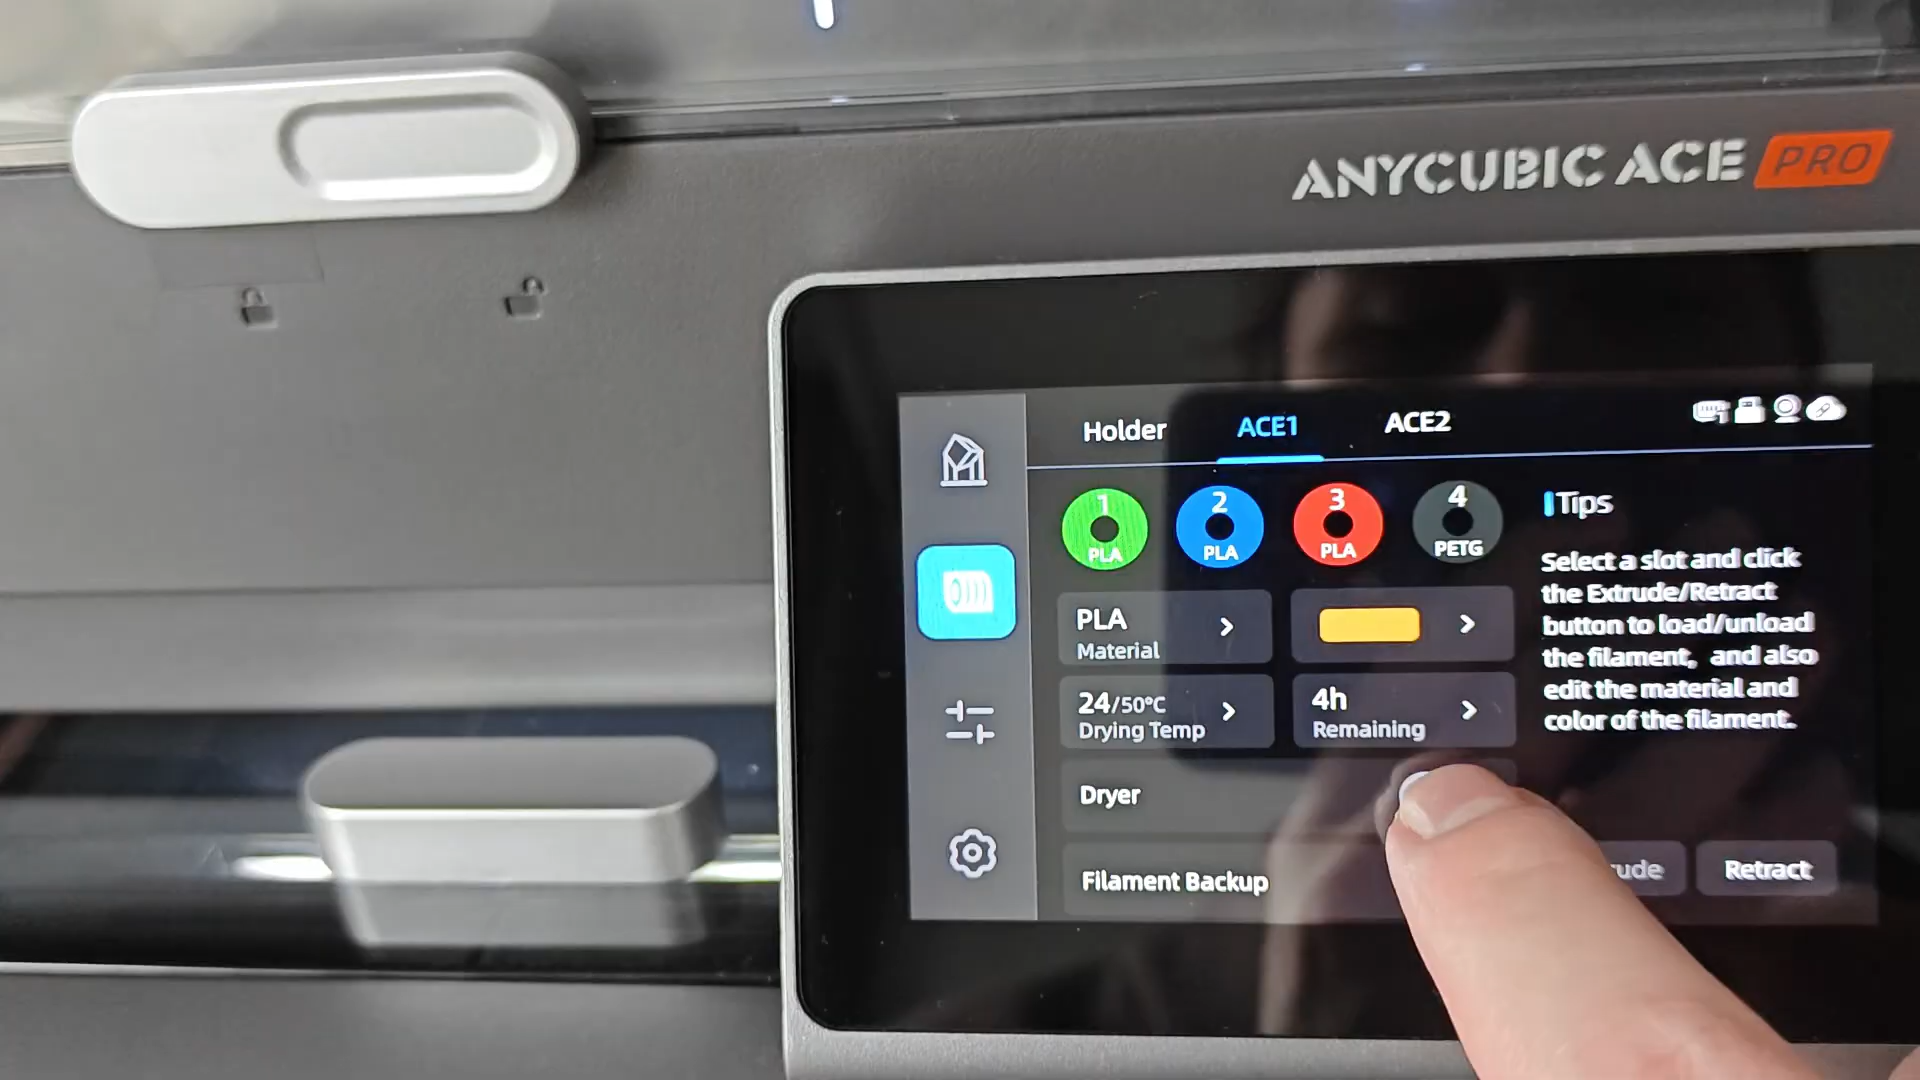 ANYCUBIC ACE PRO
Holder ACE1 ACE2
1 PLA
2 PLA
3 PLA
4 PETG
PLA
Material
24/50°C
Drying Temp
4h
Remaining
Dryer
Filament Backup
Tips
Select a slot and click
the Extrude/Retract
button to load/unload
the filament, and also
edit the material and
color of the filament.
Retract